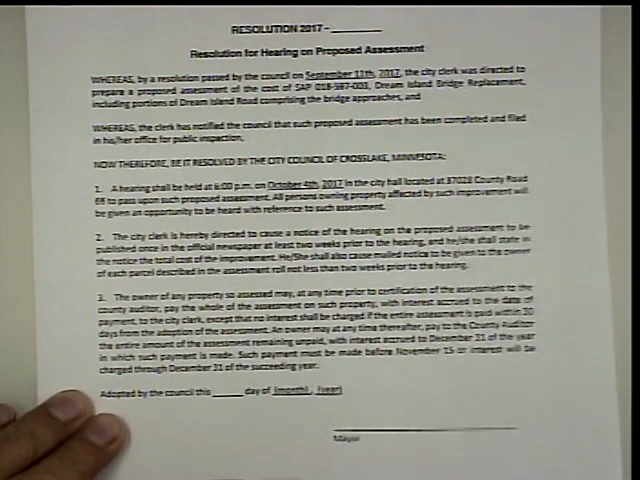 RESOLUTION 2017 - ________
Resolution for Hearing on Proposed Assessment
WHEREAS, by a resolution passed by the council on September 11th, 2017, the city clerk was directed to
prepare a proposed assessment of the cost of SAP 018-597-003, Dream Island Bridge Replacement,
including portions of Dream Island Road comprising the bridge approaches, and
WHEREAS, the clerk has notified the council that such proposed assessment has been completed and filed
in his/her office for public inspection,
NOW THEREFORE, BE IT RESOLVED BY THE CITY COUNCIL OF CROSSLAKE, MINNESOTA:
1. A hearing shall be held at 6:00 p.m. on October 4th, 2017 in the city hall located at 37028 County Road
66 to pass upon such proposed assessment. All persons owning property affected by such improvement will
be given an opportunity to be heard with reference to such assessment.
2. The city clerk is hereby directed to cause a notice of the hearing on the proposed assessment to be
published once in the official newspaper at least two weeks prior to the hearing, and he/she shall state in
the notice the total cost of the improvement. He/She shall also cause mailed notice to be given to the owner
of each parcel described in the assessment roll not less than two weeks prior to the hearing.
3. The owner of any property so assessed may, at any time prior to certification of the assessment to the
county auditor, pay the whole of the assessment on such property, with interest accrued to the date of
payment, to the city clerk, except that no interest shall be charged if the entire assessment is paid within 30
days from the adoption of the assessment. An owner may at any time thereafter, pay to the County Auditor
the entire amount of the assessment remaining unpaid, with interest accrued to December 31 of the year
in which such payment is made. Such payment must be made before November 15 or interest will be
charged through December 31 of the succeeding year.
Adopted by the council this _____ day of (month), (year)
Mayor